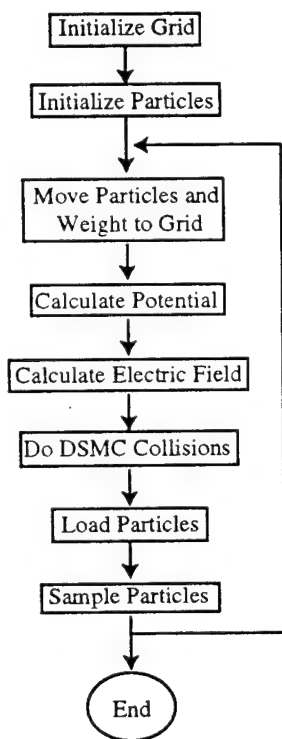 Initialize Grid
Initialize Particles
Move Particles and
Weight to Grid
Calculate Potential
Calculate Electric Field
Do DSMC Collisions
Load Particles
Sample Particles
End